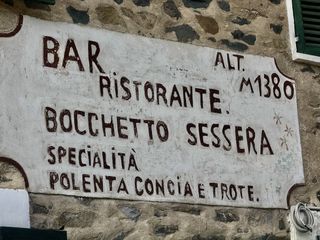 BAR ALT.
M1380
RISTORANTE.
BOCCHETTO SESSERA
SPECIALITÀ
POLENTA CONCIA E TROTE.